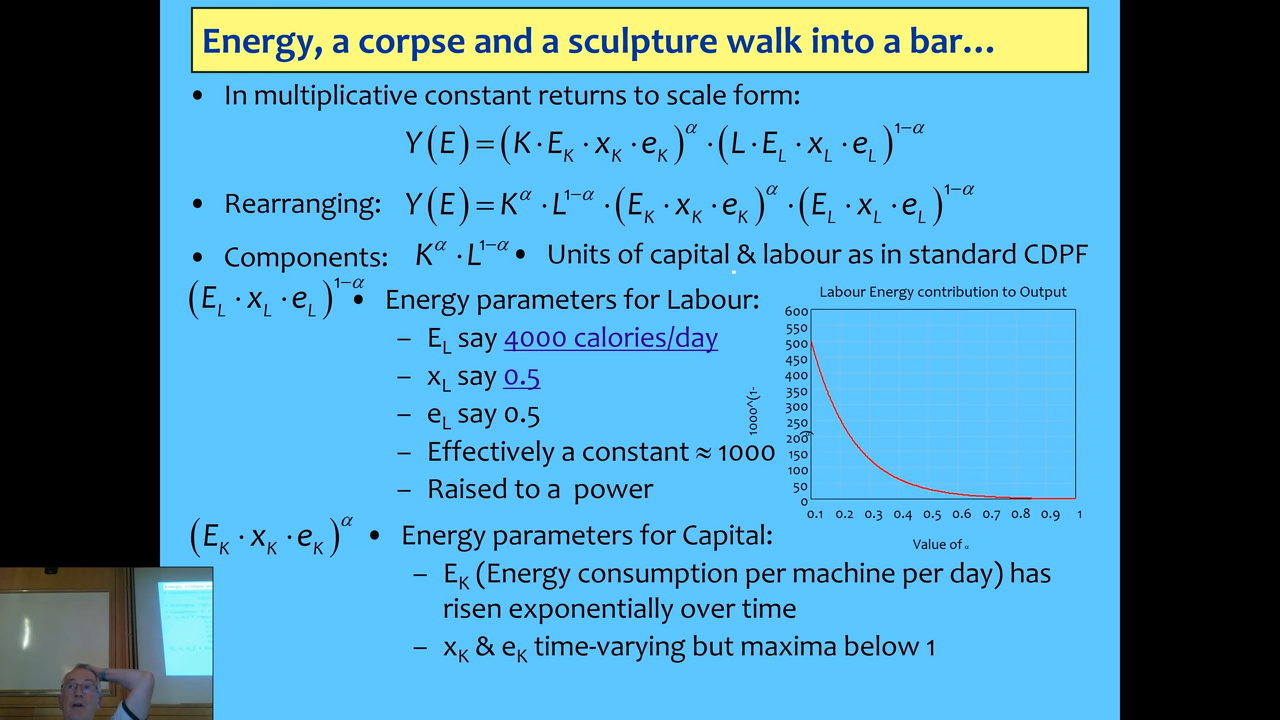 Energy, a corpse and a sculpture walk into a bar…
• In multiplicative constant returns to scale form:
Y(E) = (K · E_K · x_K · e_K)^α · (L · E_L · x_L · e_L)^{1−α}
• Rearranging: Y(E) = K^α · L^{1−α} · (E_K · x_K · e_K)^α · (E_L · x_L · e_L)^{1−α}
• Components: K^α · L^{1−α} • Units of capital & labour as in standard CDPF
(E_L · x_L · e_L)^{1−α} • Energy parameters for Labour:
– E_L say 4000 calories/day
– x_L say 0.5
– e_L say 0.5
– Effectively a constant ≈ 1000
– Raised to a power
Labour Energy contribution to Output
600
550
500
450
400
350
300
250
200
150
100
50
0
1000^(1-
)
0.1 0.2 0.3 0.4 0.5 0.6 0.7 0.8 0.9 1
Value of α
(E_K · x_K · e_K)^α • Energy parameters for Capital:
– E_K (Energy consumption per machine per day) has
risen exponentially over time
– x_K & e_K time-varying but maxima below 1